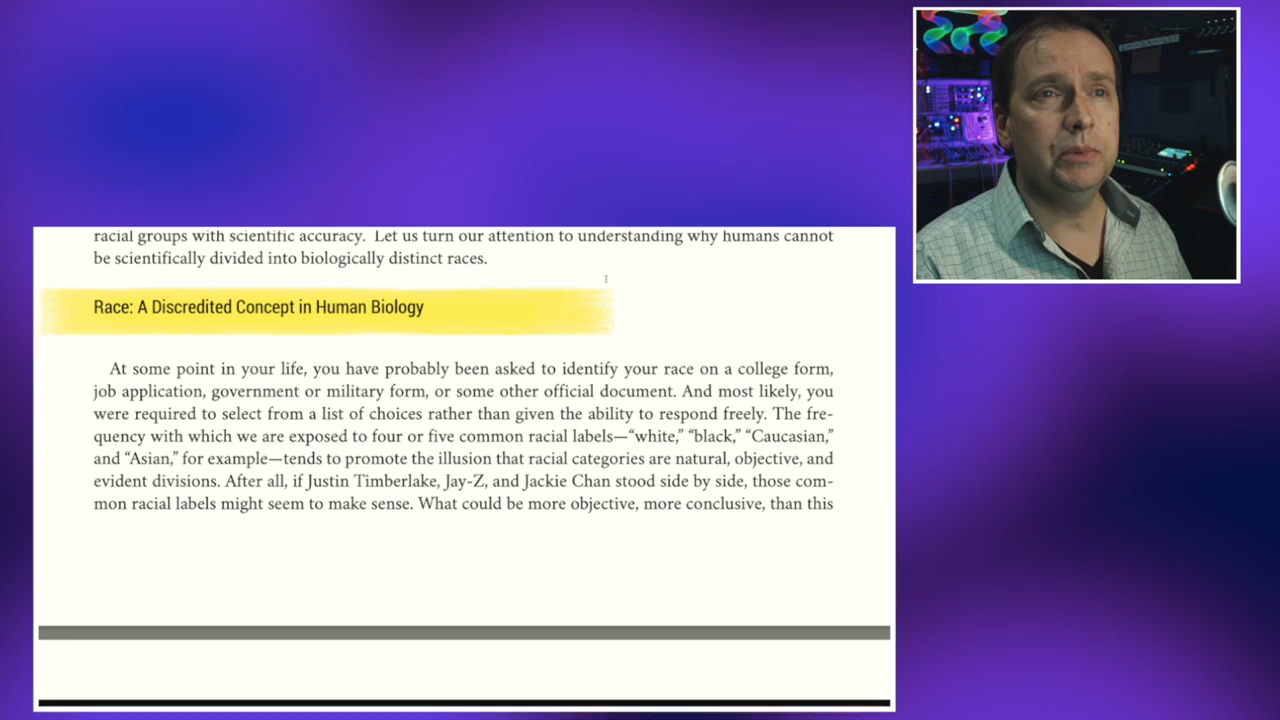 racial groups with scientific accuracy.  Let us turn our attention to understanding why humans cannot
be scientifically divided into biologically distinct races.
Race: A Discredited Concept in Human Biology
At some point in your life, you have probably been asked to identify your race on a college form,
job application, government or military form, or some other official document. And most likely, you
were required to select from a list of choices rather than given the ability to respond freely. The fre-
quency with which we are exposed to four or five common racial labels—“white,” “black,” “Caucasian,”
and “Asian,” for example—tends to promote the illusion that racial categories are natural, objective, and
evident divisions. After all, if Justin Timberlake, Jay-Z, and Jackie Chan stood side by side, those com-
mon racial labels might seem to make sense. What could be more objective, more conclusive, than this